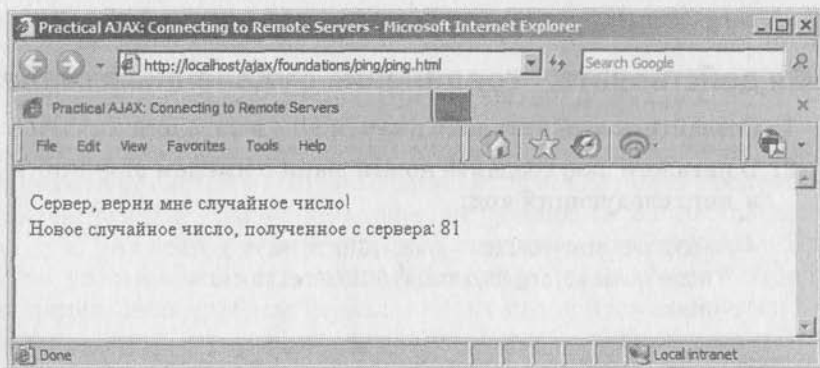 Practical AJAX: Connecting to Remote Servers - Microsoft Internet Explorer
http://localhost/ajax/foundations/ping/ping.html
Search Google
Practical AJAX: Connecting to Remote Servers
File Edit View Favorites Tools Help
Сервер, верни мне случайное число!
Новое случайное число, полученное с сервера: 81
Done
Local intranet